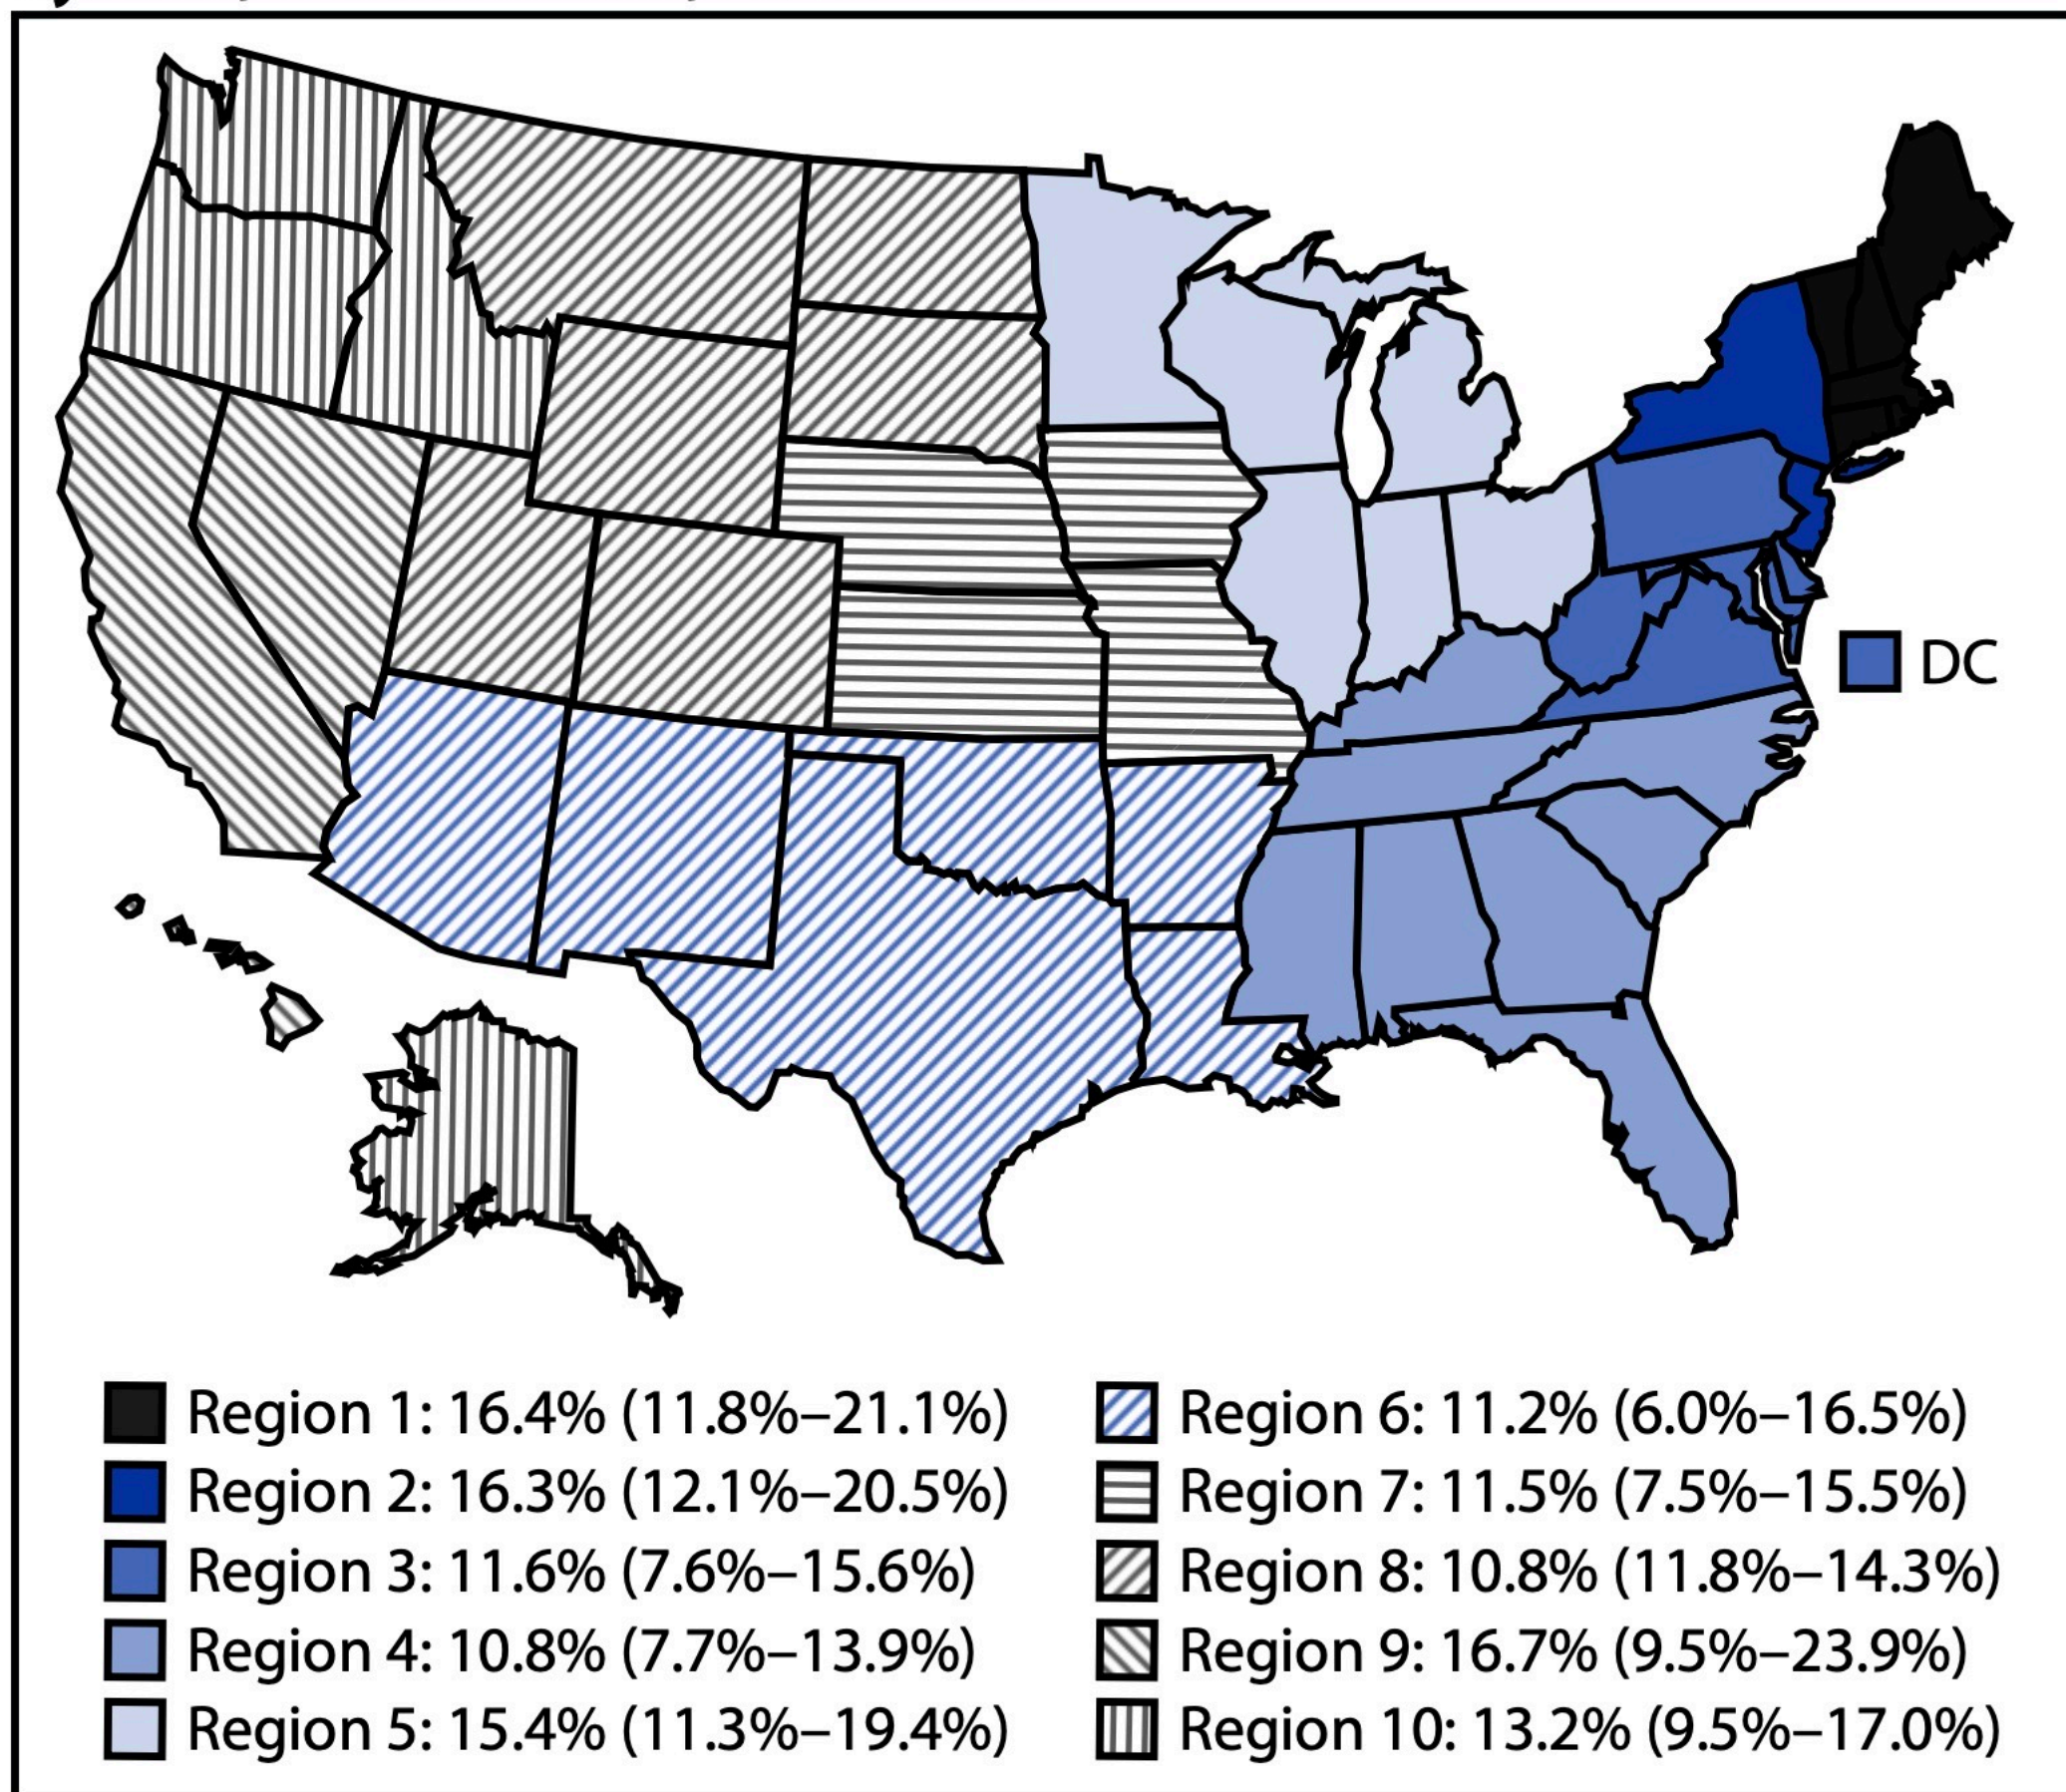 DC
Region 1: 16.4% (11.8%–21.1%)
Region 2: 16.3% (12.1%–20.5%)
Region 3: 11.6% (7.6%–15.6%)
Region 4: 10.8% (7.7%–13.9%)
Region 5: 15.4% (11.3%–19.4%)
Region 6: 11.2% (6.0%–16.5%)
Region 7: 11.5% (7.5%–15.5%)
Region 8: 10.8% (11.8%–14.3%)
Region 9: 16.7% (9.5%–23.9%)
Region 10: 13.2% (9.5%–17.0%)